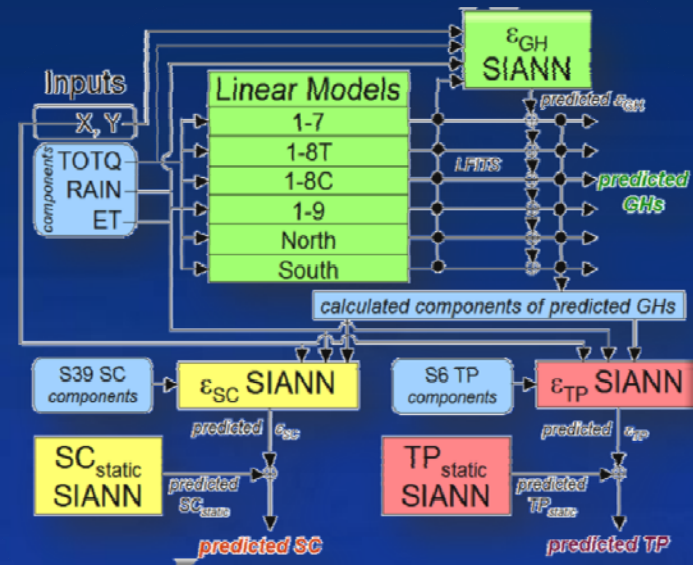 Inputs
X, Y
components
TOTQ
RAIN
ET
Linear Models
1-7
1-8T
1-8C
1-9
North
South
εGH
SIANN
predicted εGH
LFITS
predicted
GHs
calculated components of predicted GHs
S39 SC
components
εSC SIANN
S6 TP
components
εTP SIANN
predicted εSC
predicted εTP
SCstatic
SIANN
predicted
SCstatic
TPstatic
SIANN
predicted
TPstatic
predicted SC
predicted TP